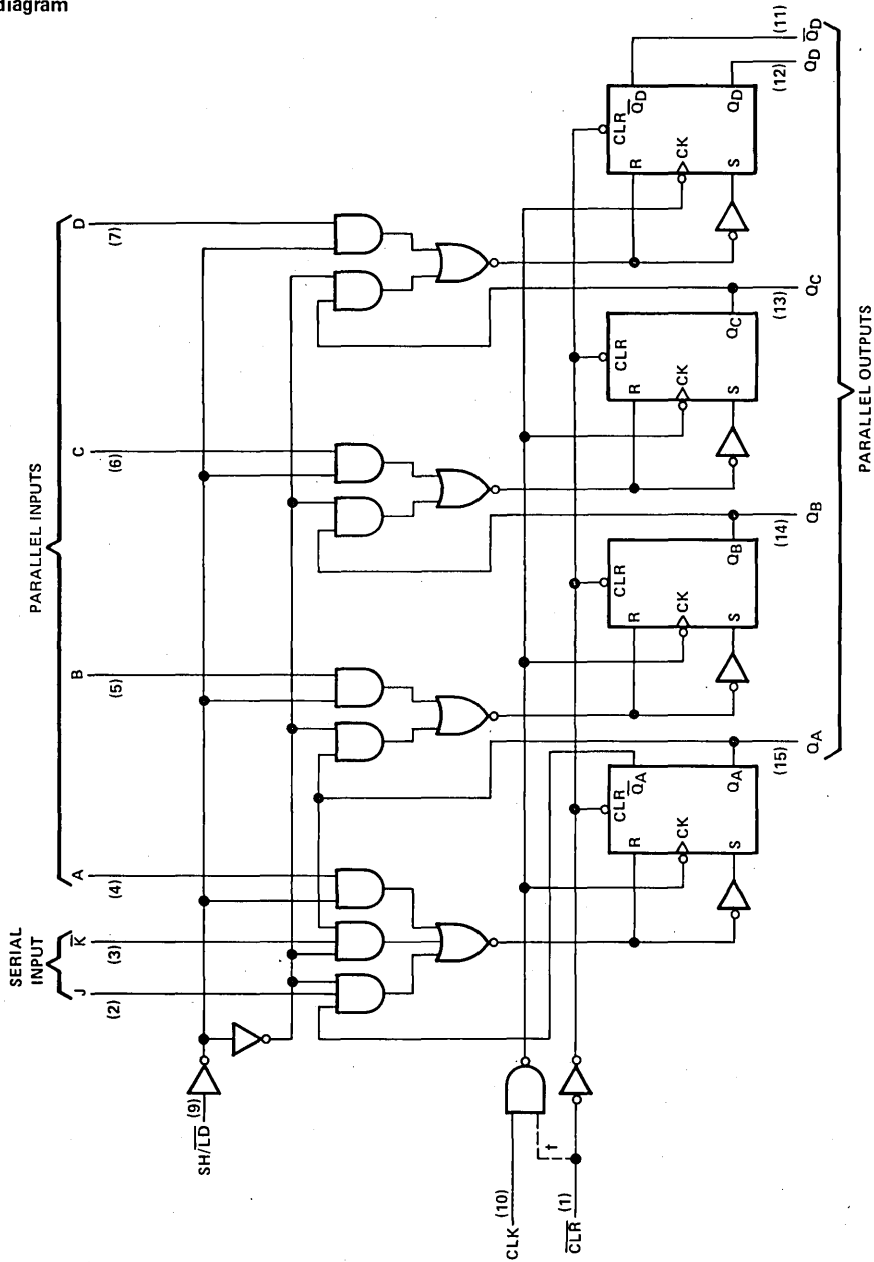 diagram
PARALLEL INPUTS
SERIAL
INPUT
J
K̅
A
B
C
D
(2)
(3)
(4)
(5)
(6)
(7)
SH/L̅D̅ (9)
CLK (10)
C̅L̅R̅ (1)
†
R
CK
S
CLR
Q̅A
QA
R
CK
S
CLR
QB
R
CK
S
CLR
QC
R
CK
S
CLR
Q̅D
QD
(15)
QA
(14)
QB
(13)
QC
(12)
QD
(11)
Q̅D
PARALLEL OUTPUTS